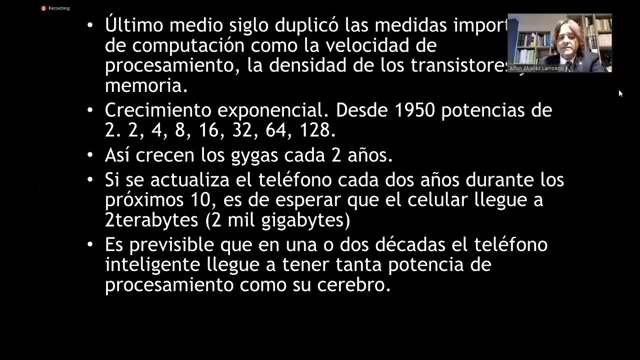 Recording
• Último medio siglo duplicó las medidas
de computación como la velocidad de
procesamiento, la densidad de los transistores y
memoria.
• Crecimiento exponencial. Desde 1950 potencias de
2. 2, 4, 8, 16, 32, 64, 128.
• Así crecen los gygas cada 2 años.
• Si se actualiza el teléfono cada dos años durante los
próximos 10, es de esperar que el celular llegue a
2terabytes (2 mil gigabytes)
• Es previsible que en una o dos décadas el teléfono
inteligente llegue a tener tanta potencia de
procesamiento como su cerebro.